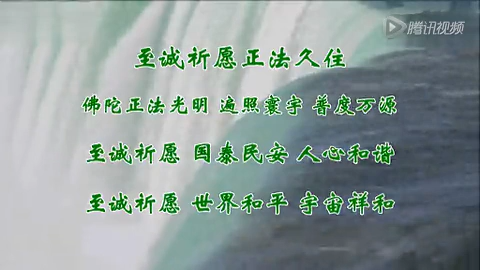 腾讯视频
至诚祈愿正法久住
佛陀正法光明 遍照寰宇 普度万源
至诚祈愿 国泰民安 人心和谐
至诚祈愿 世界和平 宇宙祥和